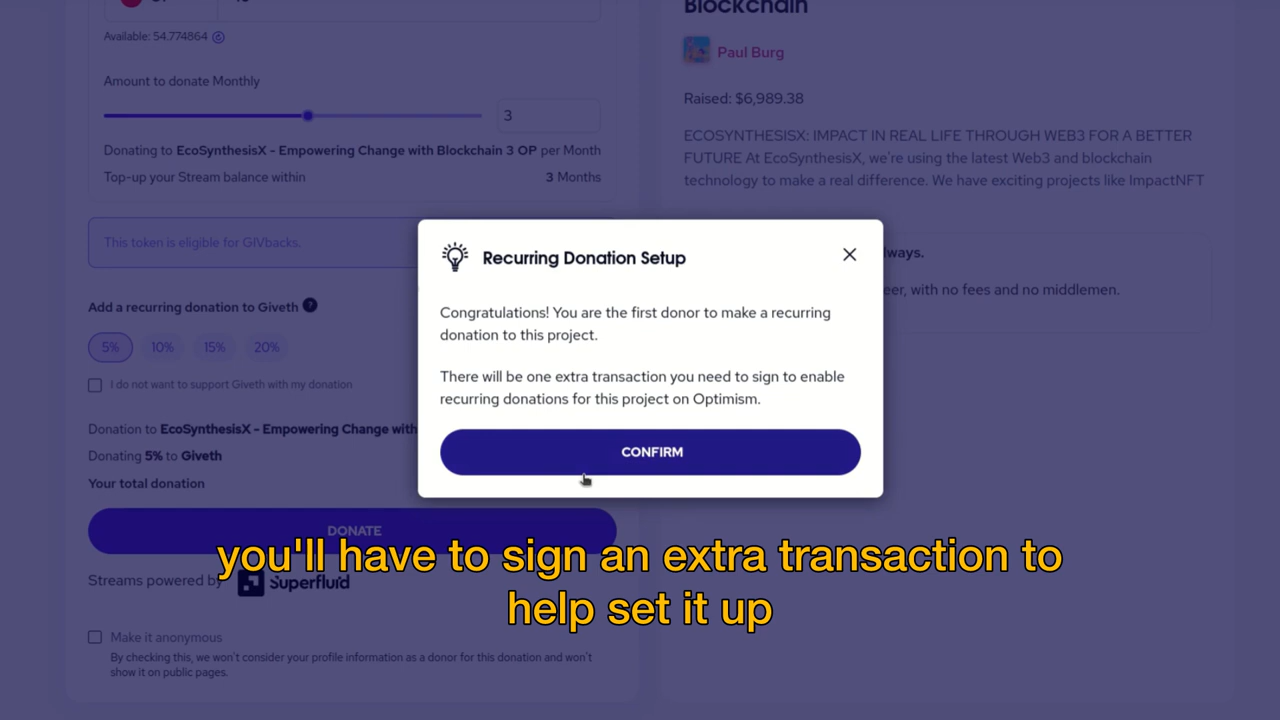 Blockchain
Available: 54.774864
Paul Burg
Amount to donate Monthly
Raised: $6,989.38
3
ECOSYNTHESISX: IMPACT IN REAL LIFE THROUGH WEB3 FOR A BETTER
FUTURE At EcoSynthesisX, we're using the latest Web3 and blockchain
technology to make a real difference. We have exciting projects like ImpactNFT
Donating to EcoSynthesisX - Empowering Change with Blockchain 3 OP per Month
Top-up your Stream balance within 3 Months
This token is eligible for GIVbacks.
Recurring Donation Setup
Congratulations! You are the first donor to make a recurring
donation to this project.
There will be one extra transaction you need to sign to enable
recurring donations for this project on Optimism.
CONFIRM
with no fees and no middlemen.
Add a recurring donation to Giveth ?
5% 10% 15% 20%
I do not want to support Giveth with my donation
Donation to EcoSynthesisX - Empowering Change with
Donating 5% to Giveth
Your total donation
DONATE
you'll have to sign an extra transaction to
help set it up
Streams powered by Superfluid
Make it anonymous
By checking this, we won't consider your profile information as a donor for this donation and won't
show it on public pages.